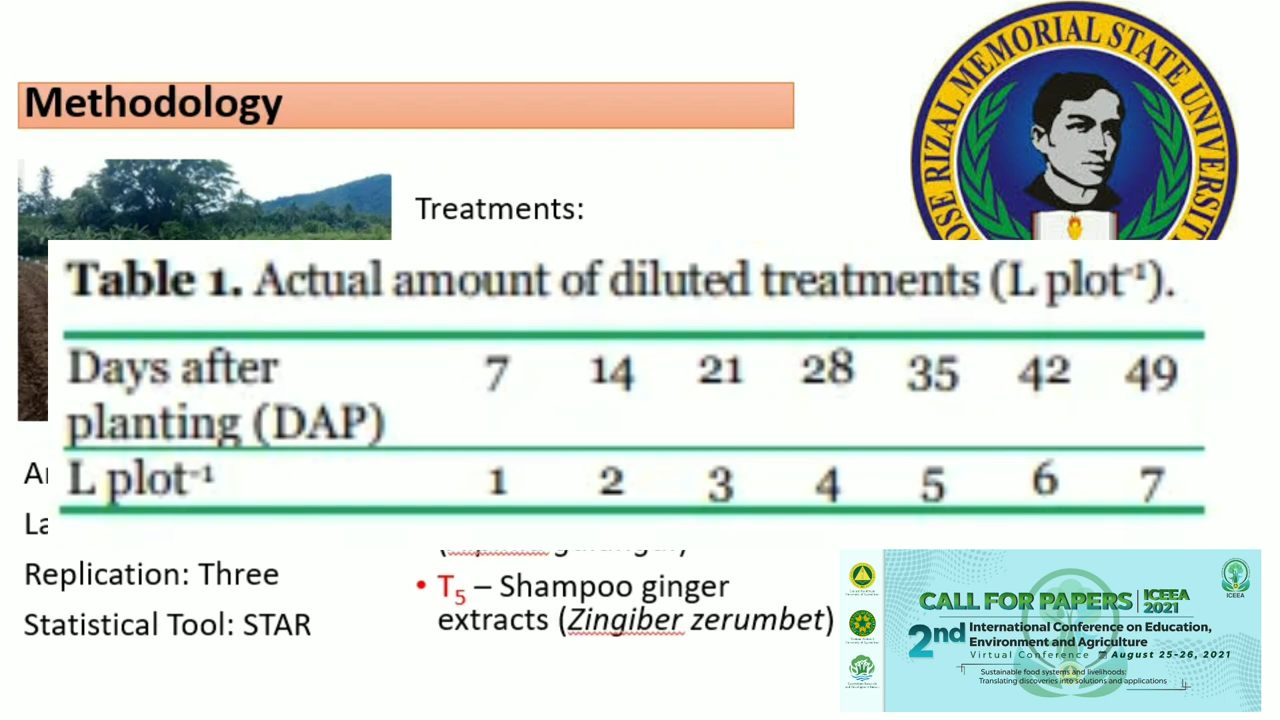 Methodology
JOSE RIZAL MEMORIAL STATE UNIVERSITY
Treatments:
Table 1. Actual amount of diluted treatments (L plot⁻¹).
Days after planting (DAP) 7 14 21 28 35 42 49
L plot⁻¹ 1 2 3 4 5 6 7
Replication: Three
Statistical Tool: STAR
• T₅ – Shampoo ginger
extracts (Zingiber zerumbet)
CALL FOR PAPERS | ICEEA 2021
2nd International Conference on Education,
Environment and Agriculture
Virtual Conference August 25-26, 2021
Sustainable food systems and livelihoods:
Translating discoveries into solutions and applications
ICEEA